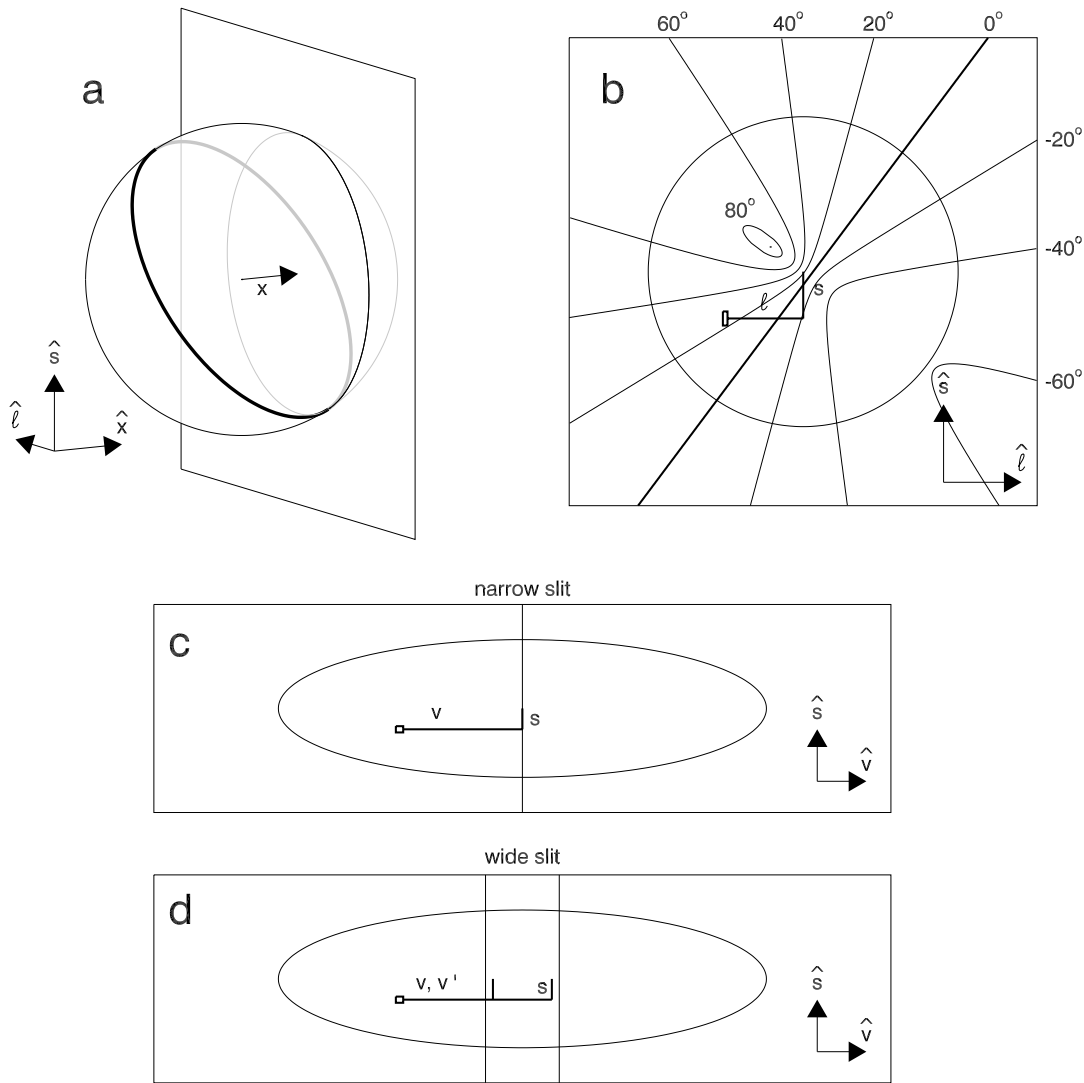 a
x
ŝ
ℓ̂
x̂
60° 40° 20° 0°
b
-20°
80°
-40°
s
ℓ
-60°
ŝ
ℓ̂
narrow slit
c
v
s
ŝ
v̂
wide slit
d
v, v '
s
ŝ
v̂